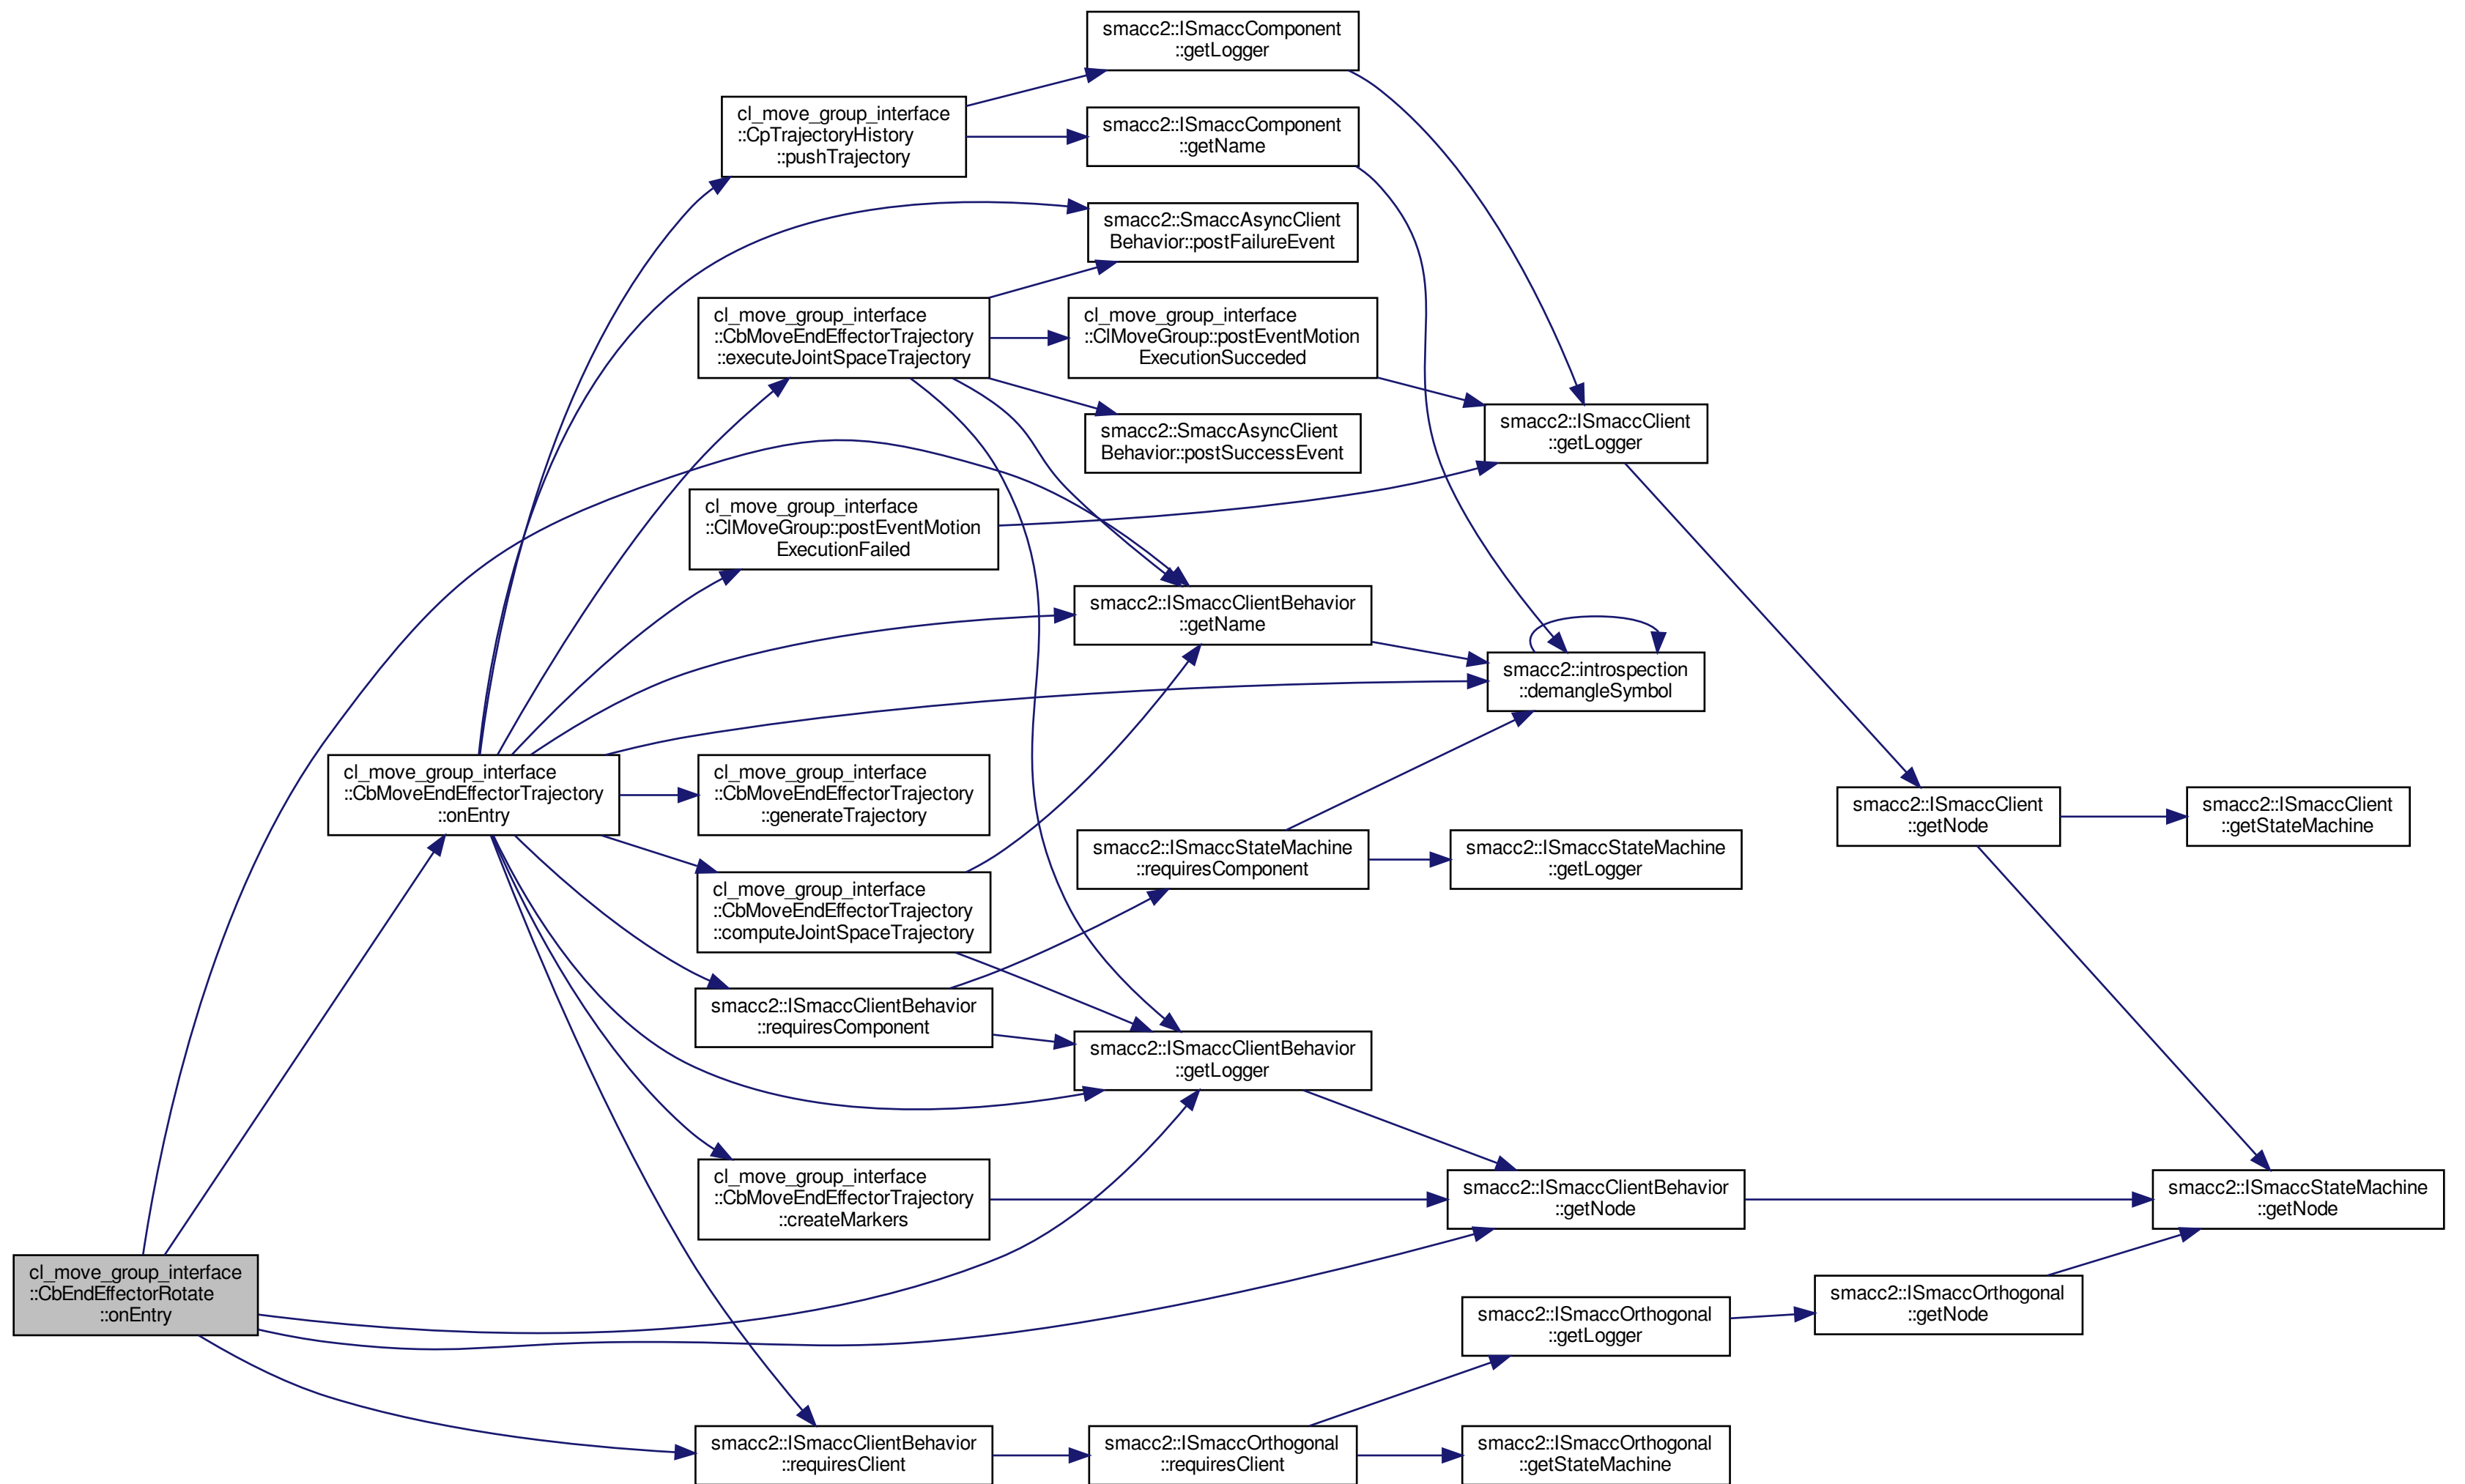 smacc2::ISmaccComponent
::getLogger
cl_move_group_interface
::CpTrajectoryHistory
::pushTrajectory
smacc2::ISmaccComponent
::getName
smacc2::SmaccAsyncClient
Behavior::postFailureEvent
cl_move_group_interface
::CbMoveEndEffectorTrajectory
::executeJointSpaceTrajectory
cl_move_group_interface
::ClMoveGroup::postEventMotion
ExecutionSucceded
smacc2::ISmaccClient
::getLogger
smacc2::SmaccAsyncClient
Behavior::postSuccessEvent
cl_move_group_interface
::ClMoveGroup::postEventMotion
ExecutionFailed
smacc2::ISmaccClientBehavior
::getName
smacc2::introspection
::demangleSymbol
cl_move_group_interface
::CbMoveEndEffectorTrajectory
::onEntry
cl_move_group_interface
::CbMoveEndEffectorTrajectory
::generateTrajectory
smacc2::ISmaccClient
::getNode
smacc2::ISmaccClient
::getStateMachine
smacc2::ISmaccStateMachine
::requiresComponent
smacc2::ISmaccStateMachine
::getLogger
cl_move_group_interface
::CbMoveEndEffectorTrajectory
::computeJointSpaceTrajectory
smacc2::ISmaccClientBehavior
::requiresComponent
smacc2::ISmaccClientBehavior
::getLogger
cl_move_group_interface
::CbMoveEndEffectorTrajectory
::createMarkers
smacc2::ISmaccClientBehavior
::getNode
smacc2::ISmaccStateMachine
::getNode
cl_move_group_interface
::CbEndEffectorRotate
::onEntry
smacc2::ISmaccOrthogonal
::getLogger
smacc2::ISmaccOrthogonal
::getNode
smacc2::ISmaccClientBehavior
::requiresClient
smacc2::ISmaccOrthogonal
::requiresClient
smacc2::ISmaccOrthogonal
::getStateMachine